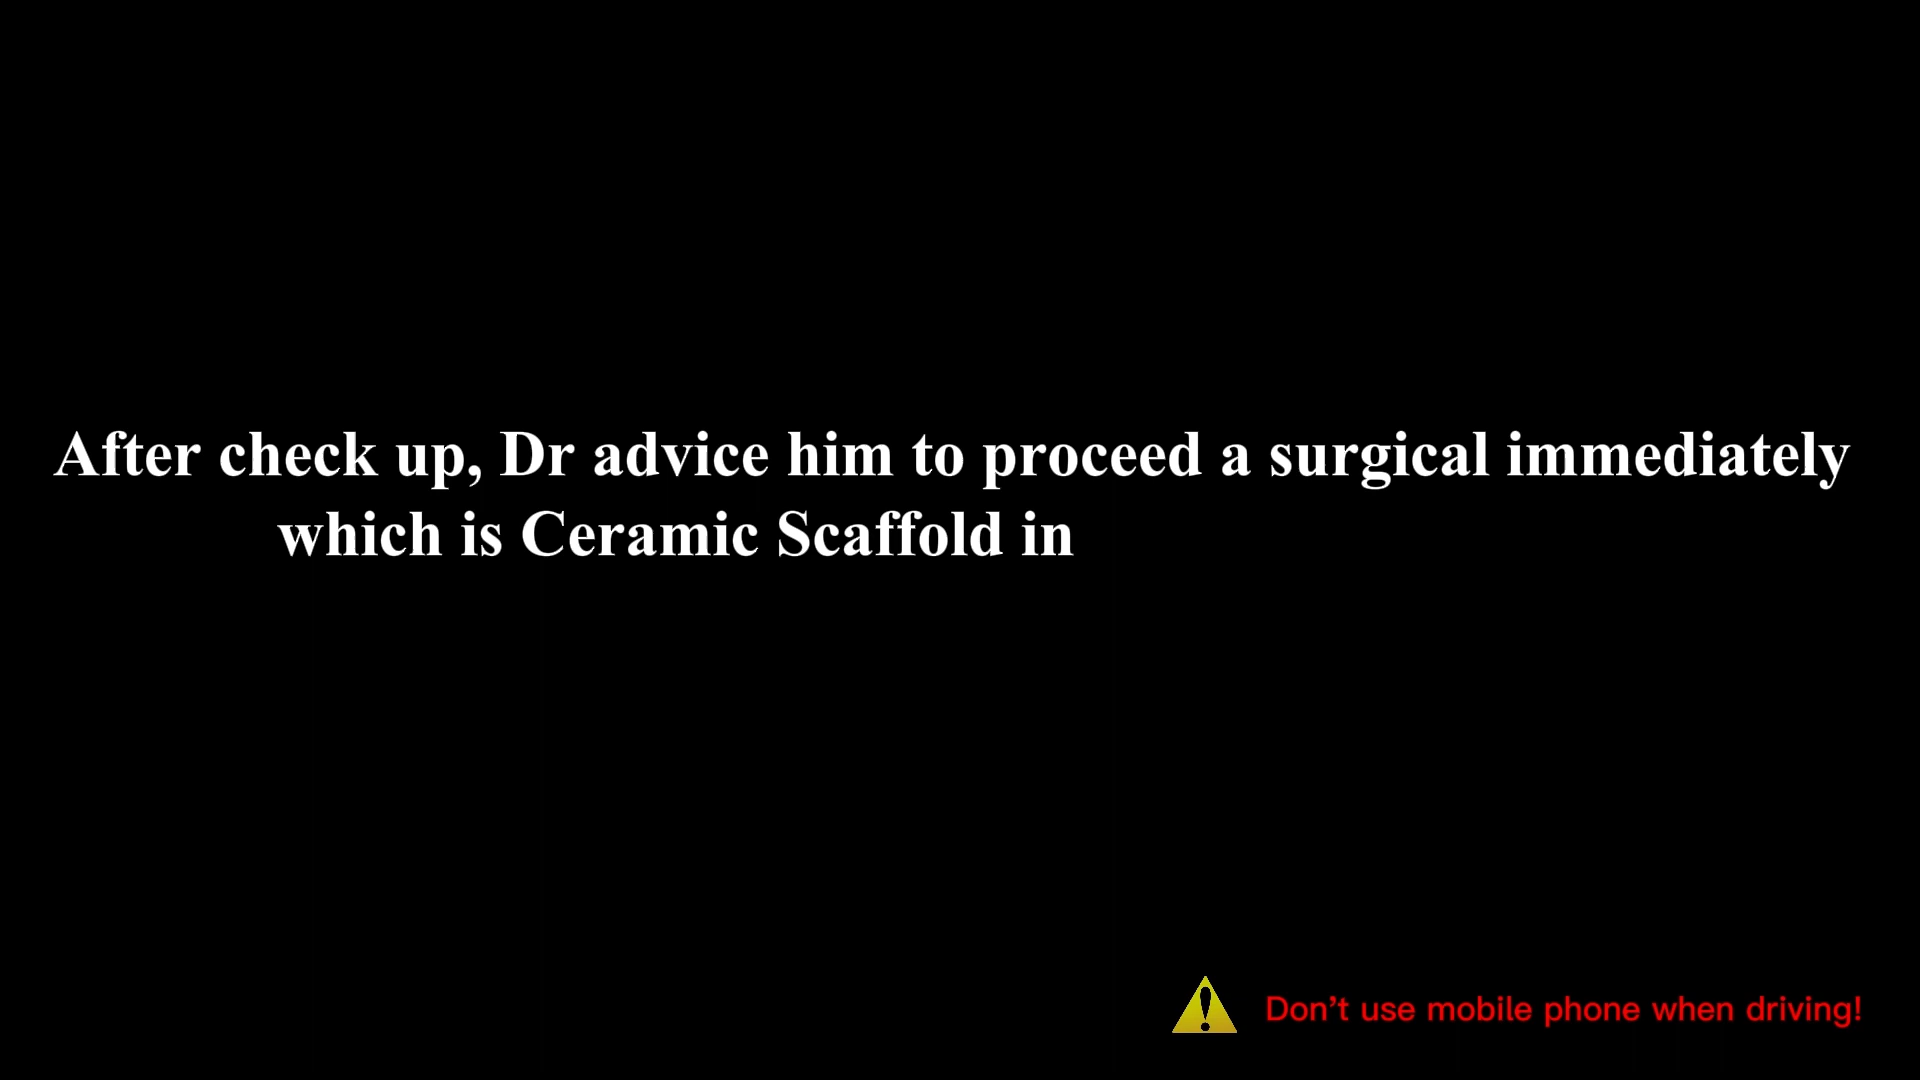 After check up, Dr advice him to proceed a surgical immediately
which is Ceramic Scaffold in
Don't use mobile phone when driving!